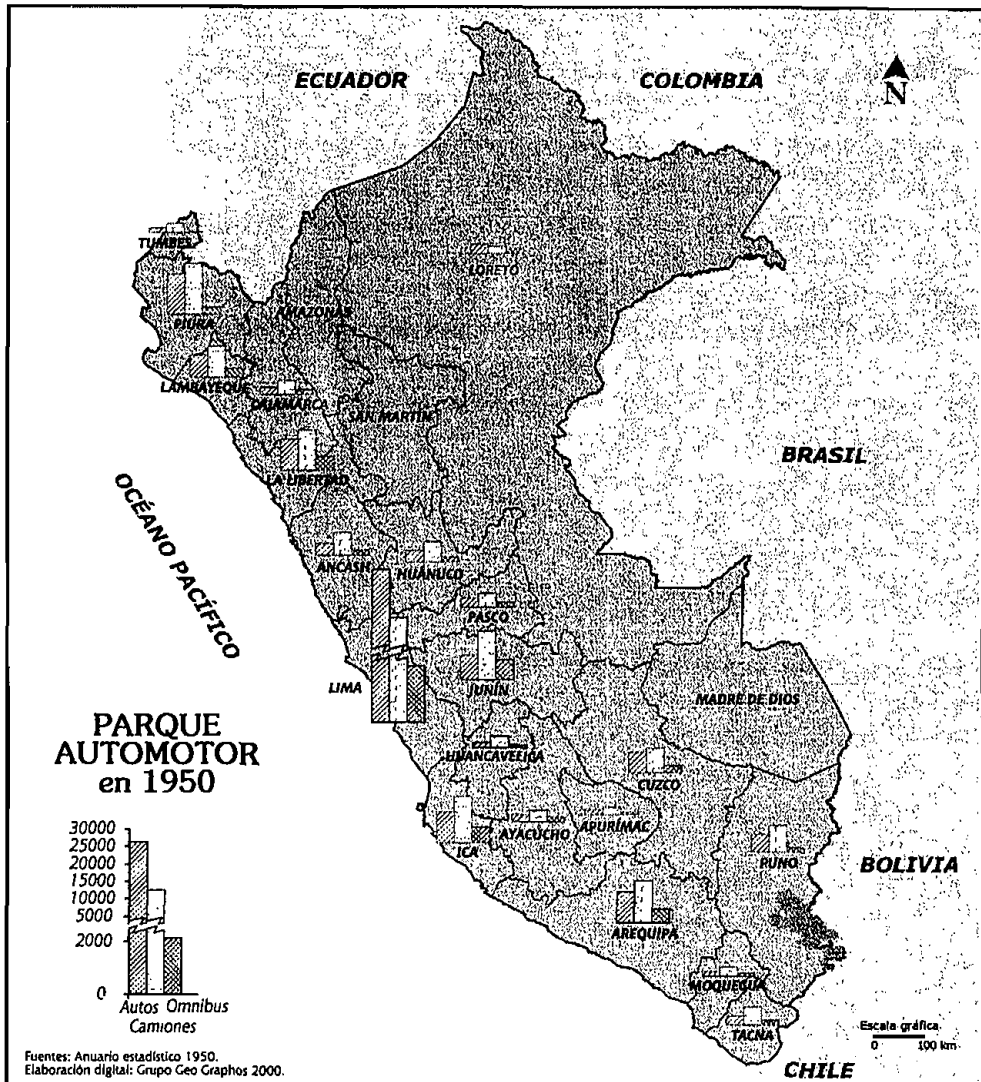 ECUADOR
COLOMBIA
N
TUMBES
LORETO
PIURA
AMAZONAS
LAMBAYEQUE
CAJAMARCA
SAN MARTÍN
BRASIL
LA LIBERTAD
OCÉANO PACÍFICO
ANCASH
HUÁNUCO
PASCO
LIMA
JUNÍN
MADRE DE DIOS
HUANCAVELICA
CUZCO
PARQUE
AUTOMOTOR
en 1950
ICA
AYACUCHO
APURÍMAC
PUNO
BOLIVIA
AREQUIPA
MOQUEGUA
TACNA
30000
25000
20000
15000
10000
5000
2000
0
Autos Omnibus
Camiones
Escala gráfica
0 100 km
CHILE
Fuentes: Anuario estadístico 1950.
Elaboración digital: Grupo Geo Graphos 2000.